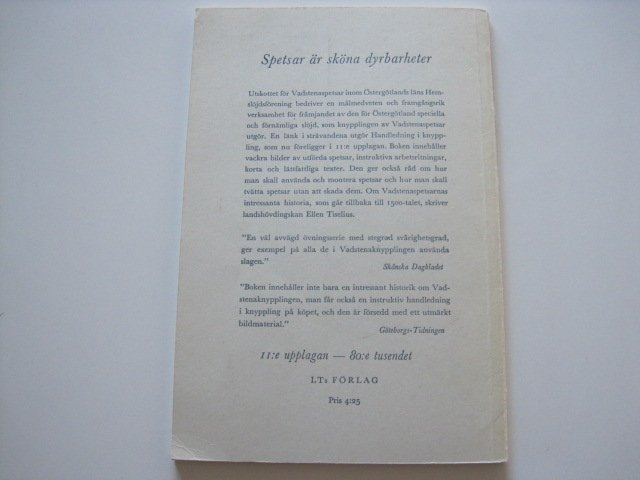 Spetsar är sköna dyrbarheter
Utskottet för Vadstenaspetsar inom Östergötlands läns Hem-
slöjdsförening bedriver en målmedveten och framgångsrik
verksamhet för främjandet av den för Östergötland speciella
och förnämliga slöjd, som knypplingen av Vadstenaspetsar
utgör. En länk i strävandena utgör Handledning i knypp-
ling, som nu föreligger i 11:e upplagan. Boken innehåller
vackra bilder av utförda spetsar, instruktiva arbetsritningar,
korta och lättfattliga texter. Den ger också råd om hur
man skall använda och montera spetsar och hur man skall
tvätta spetsar utan att skada dem. Om Vadstenaspetsarnas
intressanta historia, som går tillbaka till 1500-talet, skriver
landshövdingskan Ellen Tiselius.
"En väl avvägd övningsserie med stegrad svårighetsgrad,
ger exempel på alla de i Vadstenaknypplingen använda
slagen."
Skånska Dagbladet
"Boken innehåller inte bara en intressant historik om Vad-
stenaknypplingen, man får också en instruktiv handledning
i knyppling på köpet, och den är försedd med ett utmärkt
bildmaterial."
Göteborgs-Tidningen
11:e upplagan — 80:e tusendet
LTs FÖRLAG
Pris 4:25